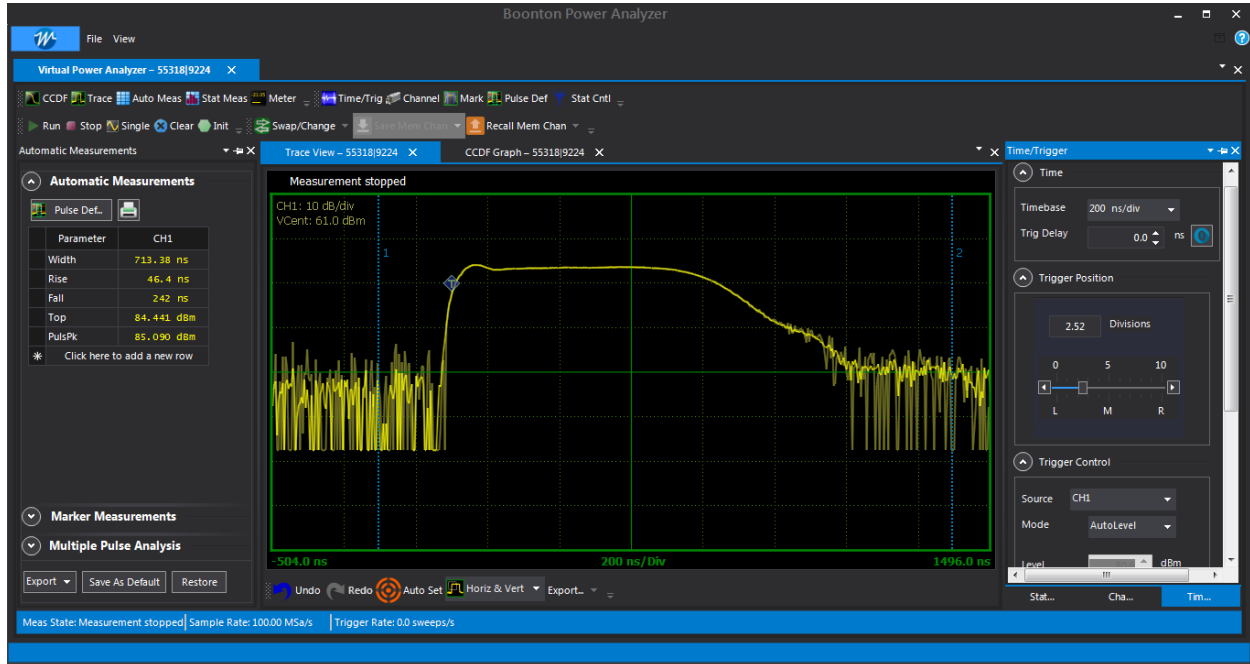 Boonton Power Analyzer
File View
Virtual Power Analyzer – 55318|9224 X
CCDF Trace Auto Meas Stat Meas Meter Time/Trig Channel Mark Pulse Def Stat Cntl
Run Stop Single Clear Init Swap/Change Save Mem Chan Recall Mem Chan
Automatic Measurements
Trace View – 55318|9224 X
CCDF Graph – 55318|9224 X
Time/Trigger
Automatic Measurements
Pulse Def...
Parameter CH1
Width 713.38 ns
Rise 46.4 ns
Fall 242 ns
Top 84.441 dBm
PulsPk 85.090 dBm
Click here to add a new row
Marker Measurements
Multiple Pulse Analysis
Export Save As Default Restore
Measurement stopped
CH1: 10 dB/div
VCent: 61.0 dBm
1
2
T
-504.0 ns 200 ns/Div 1496.0 ns
Undo Redo Auto Set Horiz & Vert Export...
Time
Timebase 200 ns/div
Trig Delay 0.0 ns
Trigger Position
2.52 Divisions
0 5 10
L M R
Trigger Control
Source CH1
Mode AutoLevel
Level dBm
Stat... Cha... Tim...
Meas State: Measurement stopped Sample Rate: 100.00 MSa/s Trigger Rate: 0.0 sweeps/s